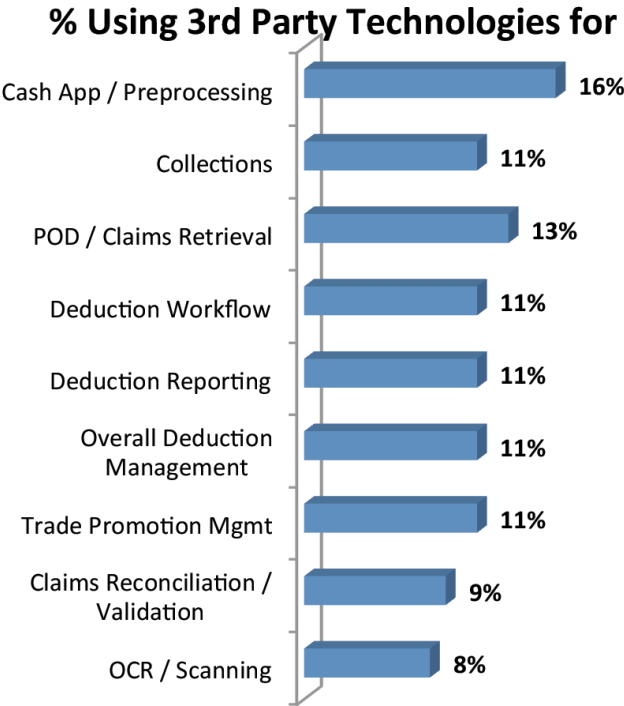 % Using 3rd Party Technologies for
Cash App / Preprocessing
16%
Collections
11%
POD / Claims Retrieval
13%
Deduction Workflow
11%
Deduction Reporting
11%
Overall Deduction
Management
11%
Trade Promotion Mgmt
11%
Claims Reconciliation /
Validation
9%
OCR / Scanning
8%